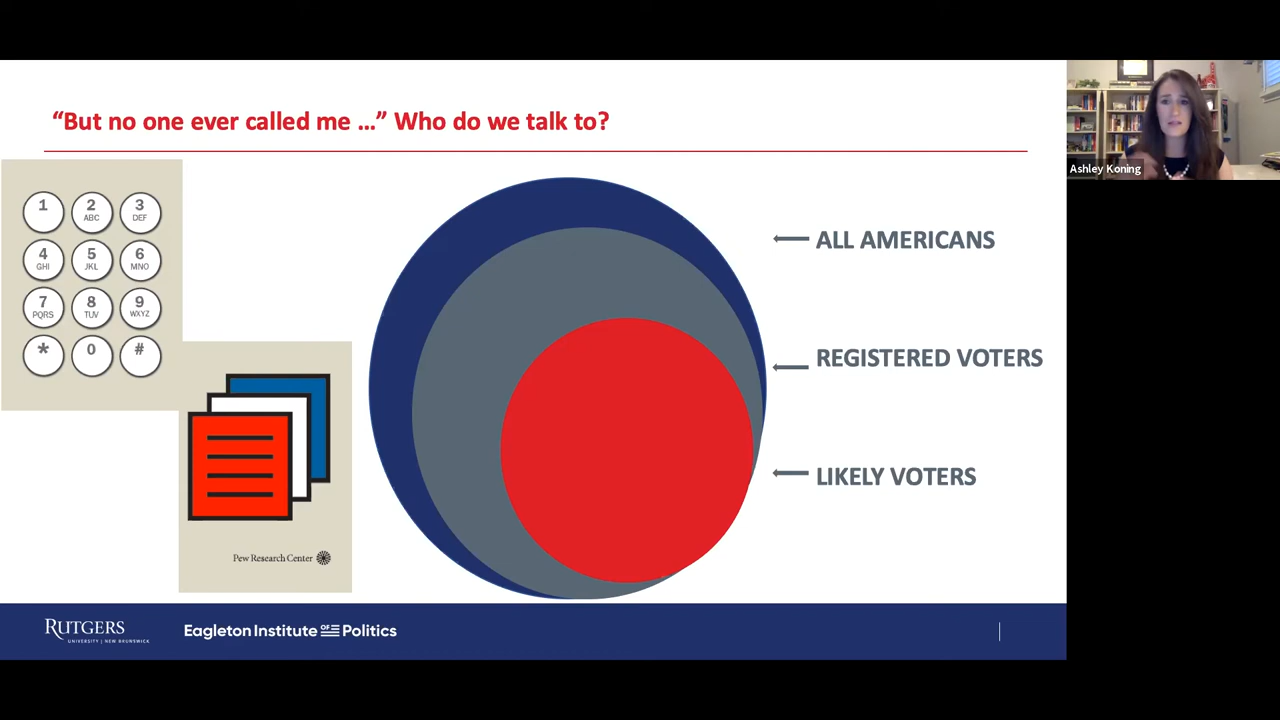 “But no one ever called me …” Who do we talk to?
Ashley Koning
1 2 3
ABC DEF
4 5 6
GHI JKL MNO
7 8 9
PQRS TUV WXYZ
* 0 #
ALL AMERICANS
REGISTERED VOTERS
LIKELY VOTERS
Pew Research Center
RUTGERS
UNIVERSITY | NEW BRUNSWICK
Eagleton Institute OF Politics